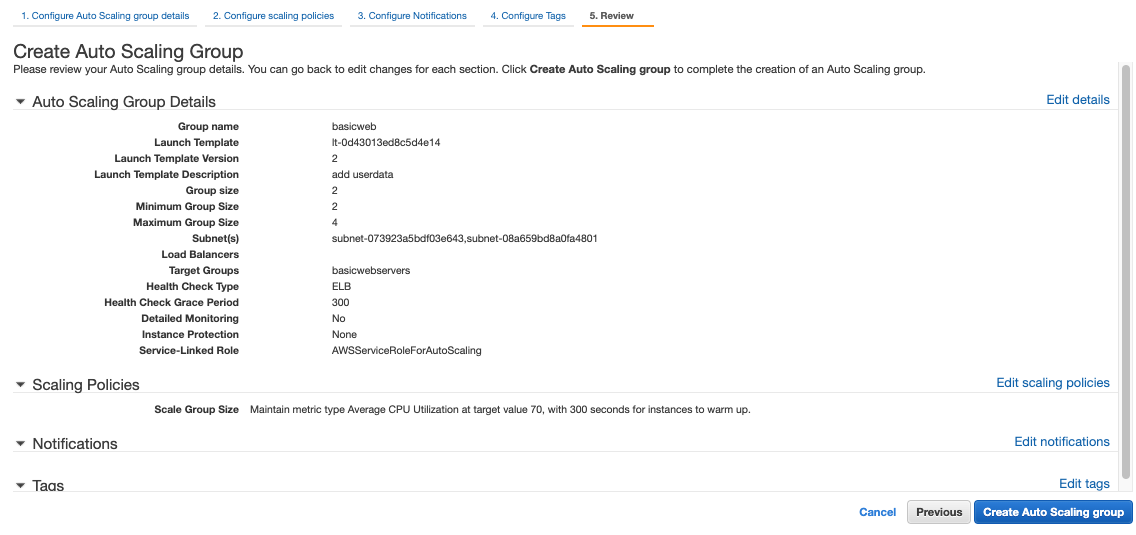 1. Configure Auto Scaling group details 2. Configure scaling policies 3. Configure Notifications 4. Configure Tags 5. Review
Create Auto Scaling Group
Please review your Auto Scaling group details. You can go back to edit changes for each section. Click Create Auto Scaling group to complete the creation of an Auto Scaling group.
Auto Scaling Group Details Edit details
Group name basicweb
Launch Template lt-0d43013ed8c5d4e14
Launch Template Version 2
Launch Template Description add userdata
Group size 2
Minimum Group Size 2
Maximum Group Size 4
Subnet(s) subnet-073923a5bdf03e643,subnet-08a659bd8a0fa4801
Load Balancers
Target Groups basicwebservers
Health Check Type ELB
Health Check Grace Period 300
Detailed Monitoring No
Instance Protection None
Service-Linked Role AWSServiceRoleForAutoScaling
Scaling Policies Edit scaling policies
Scale Group Size Maintain metric type Average CPU Utilization at target value 70, with 300 seconds for instances to warm up.
Notifications Edit notifications
Tags Edit tags
Cancel Previous Create Auto Scaling group